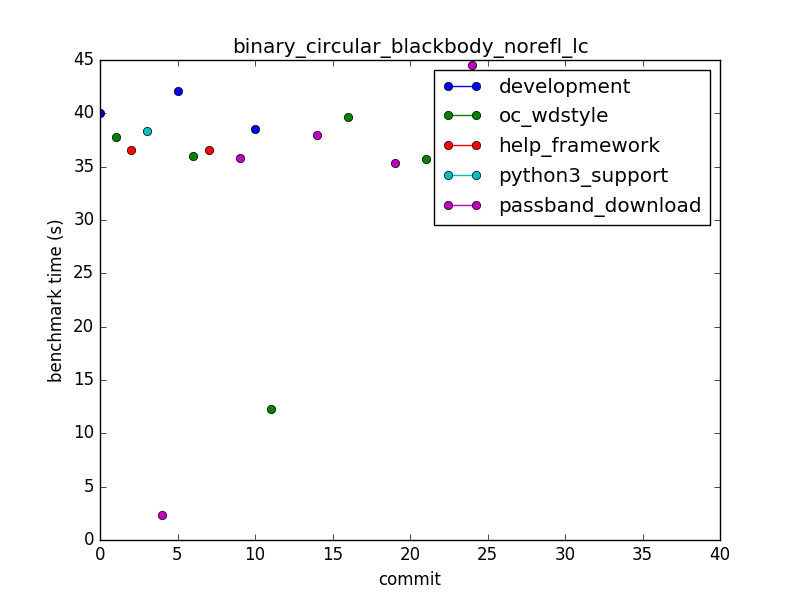 binary_circular_blackbody_norefl_lc
45
40
35
30
25
20
15
10
5
0
benchmark time (s)
development
oc_wdstyle
help_framework
python3_support
passband_download
0 5 10 15 20 25 30 35 40
commit